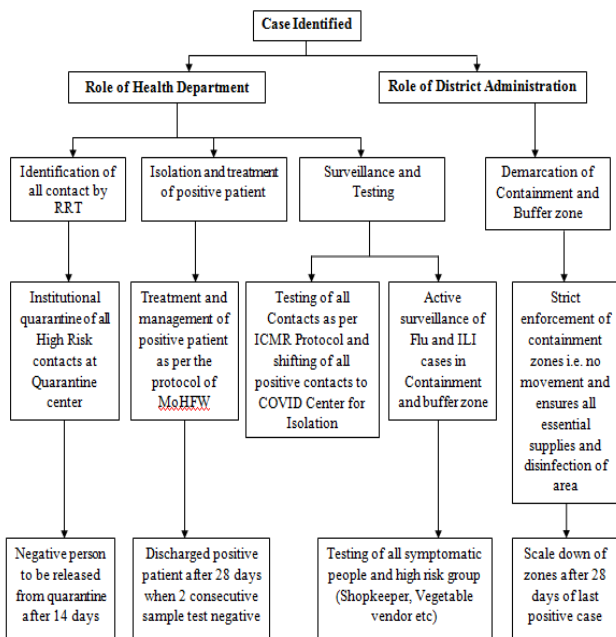 Case Identified
Role of Health Department
Role of District Administration
Identification of
all contact by
RRT
Isolation and treatment
of positive patient
Surveillance and
Testing
Demarcation of
Containment and
Buffer zone
Institutional
quarantine of all
High Risk
contacts at
Quarantine
center
Treatment and
management of
positive patient
as per the
protocol of
MoHFW
Testing of all
Contacts as per
ICMR Protocol and
shifting of all
positive contacts to
COVID Center for
Isolation
Active
surveillance of
Flu and ILI
cases in
Containment
and buffer zone
Strict
enforcement of
containment
zones i.e. no
movement and
ensures all
essential
supplies and
disinfection of
area
Negative person
to be released
from quarantine
after 14 days
Discharged positive
patient after 28 days
when 2 consecutive
sample test negative
Testing of all symptomatic
people and high risk group
(Shopkeeper, Vegetable
vendor etc)
Scale down of
zones after 28
days of last
positive case